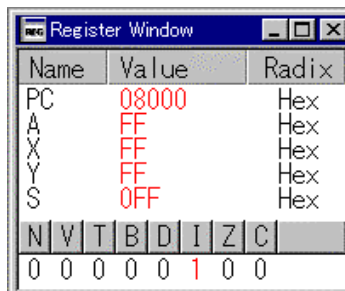 REG Register Window
Name Value Radix
PC 08000 Hex
A FF Hex
X FF Hex
Y FF Hex
S 0FF Hex
N V T B D I Z C
0 0 0 0 0 1 0 0